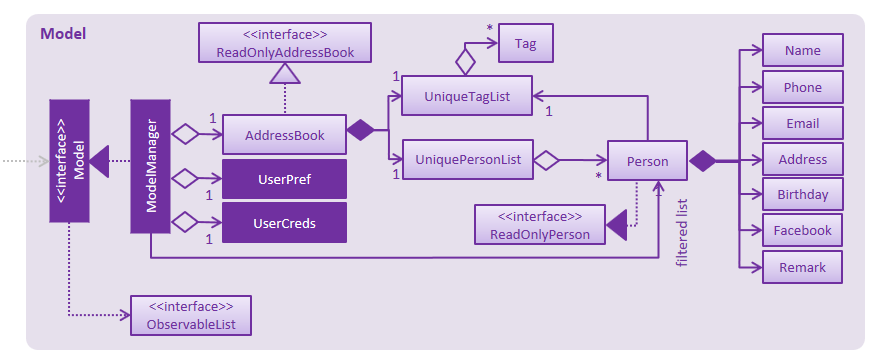 Model
<<interface>>
ReadOnlyAddressBook
*
Tag
Name
Phone
Email
Address
Birthday
Facebook
Remark
1
UniqueTagList
1
<<interface>>
Model
ModelManager
1
AddressBook
UniquePersonList
1
*
Person
1
UserPref
1
UserCreds
1
<<interface>>
ReadOnlyPerson
filtered list
<<interface>>
ObservableList